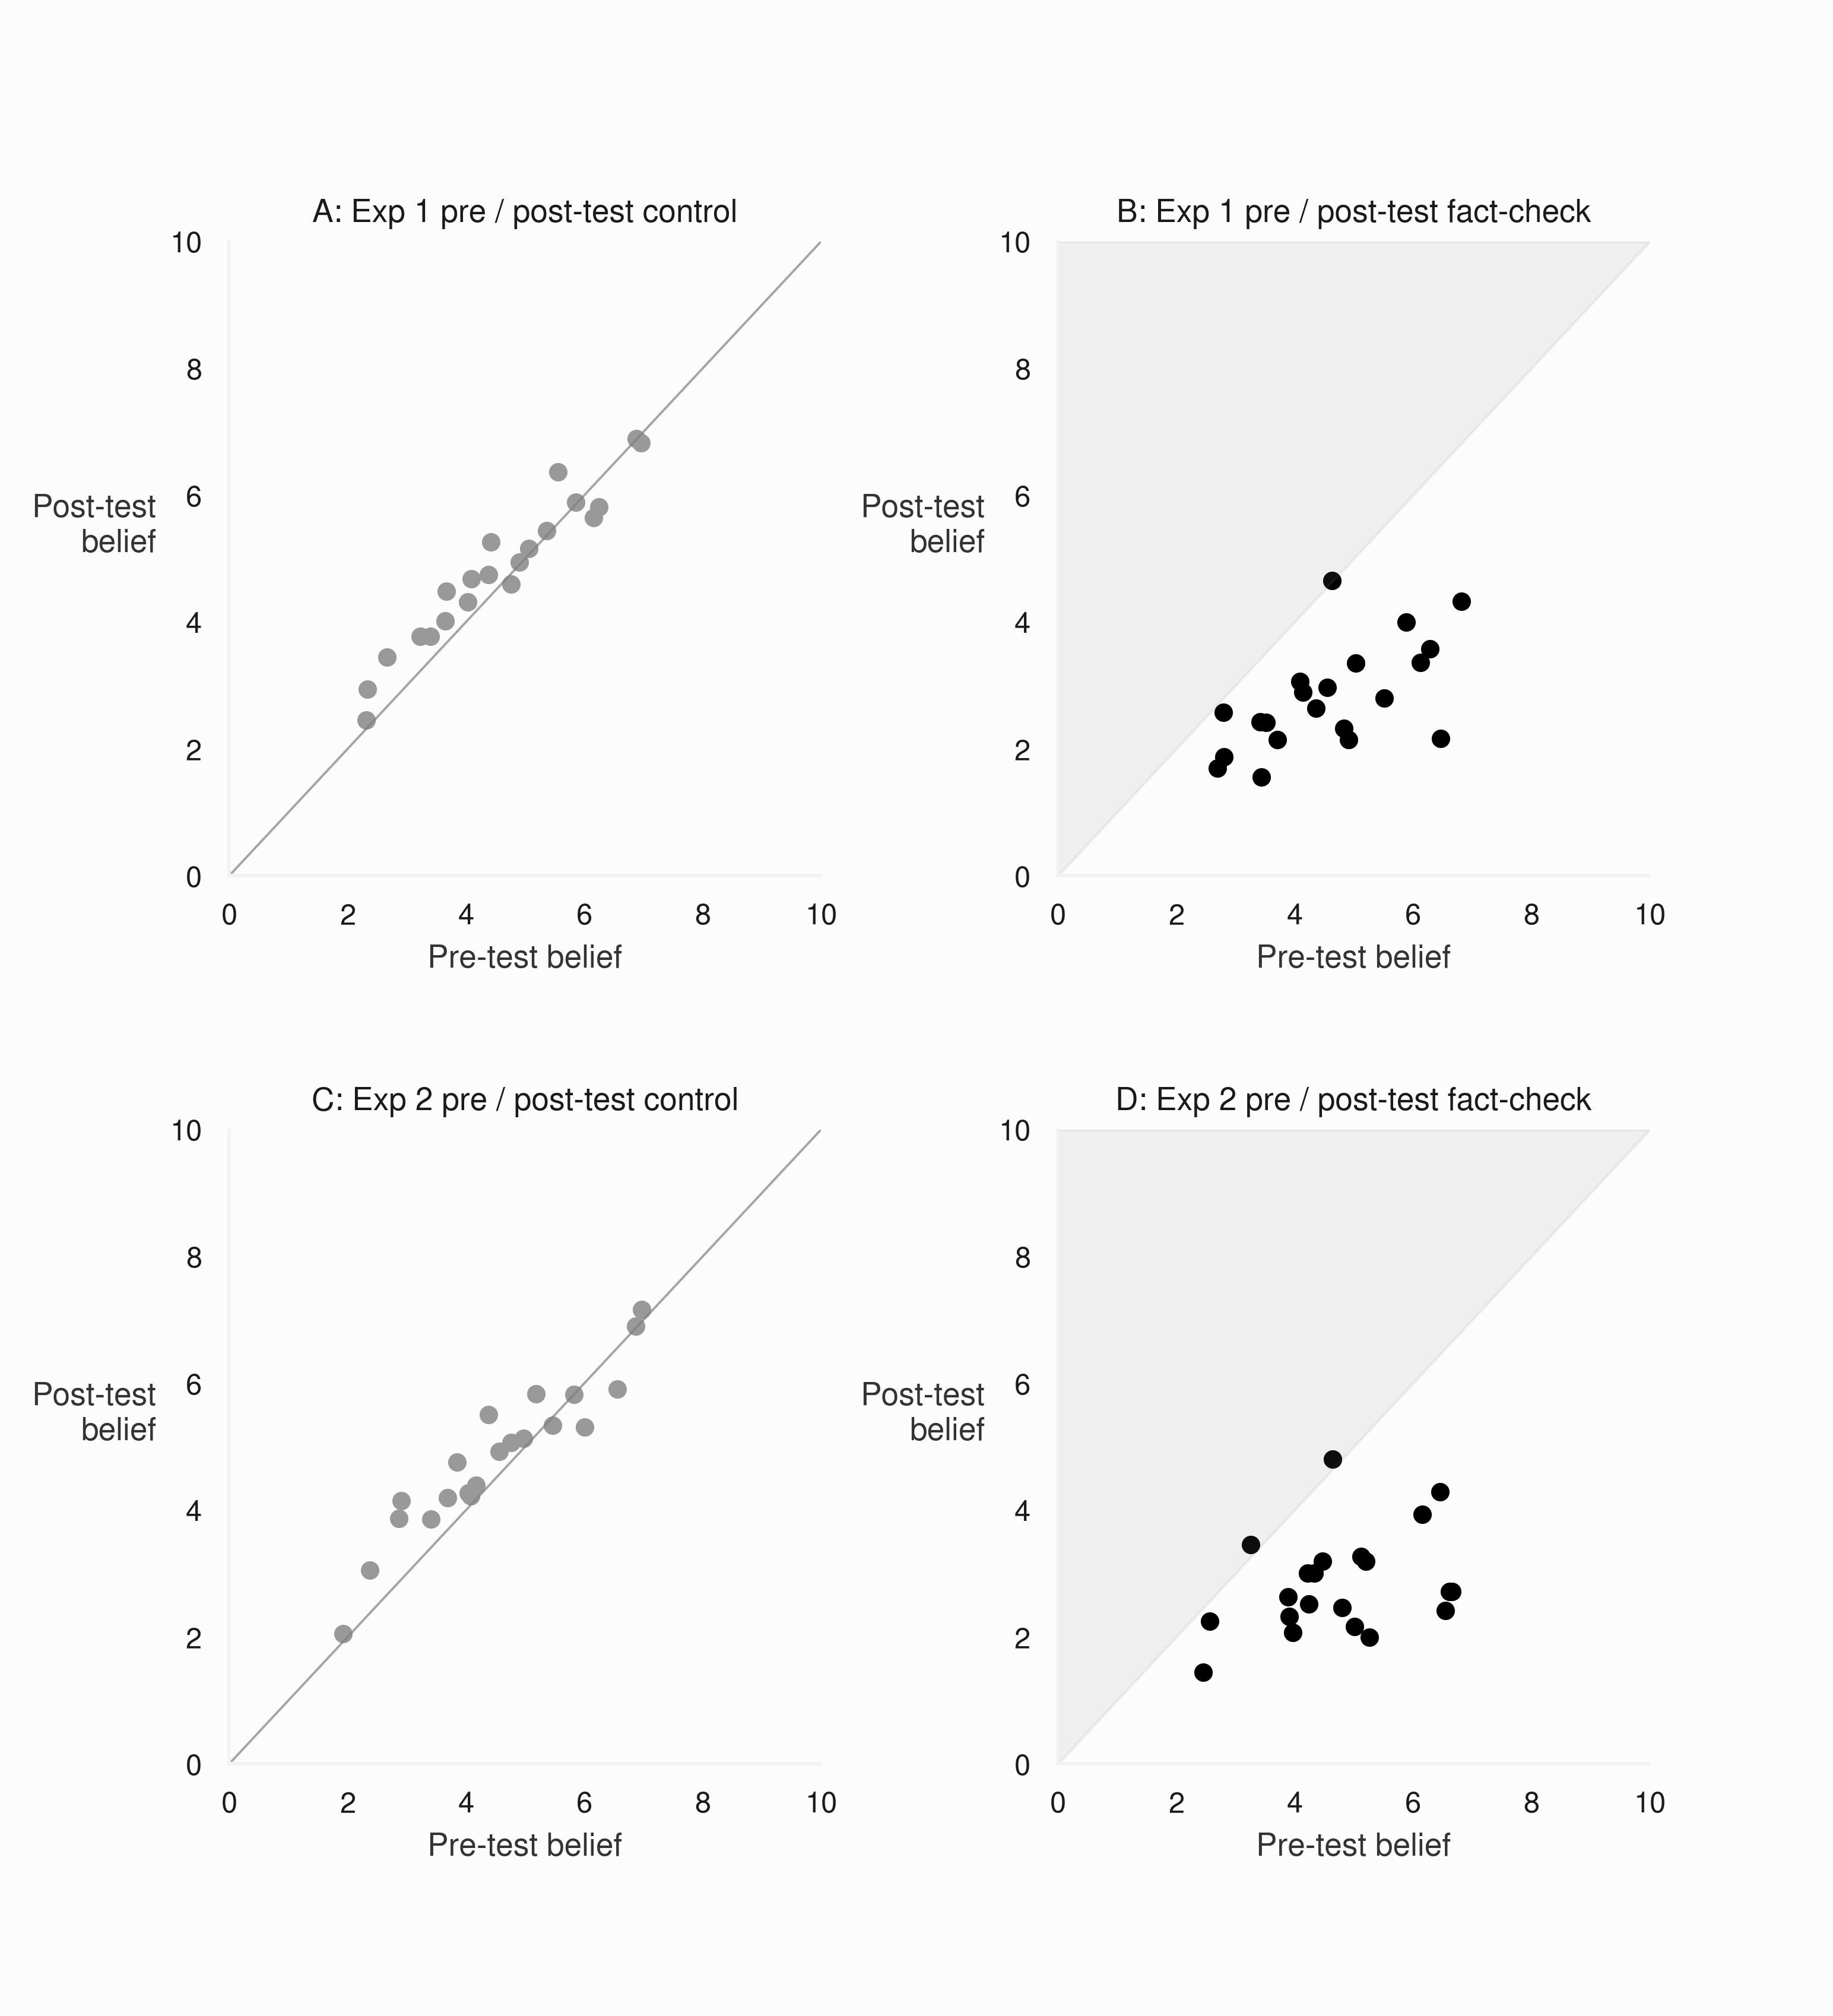 A: Exp 1 pre / post-test control
10
8
6
4
2
0
Post-test
belief
0 2 4 6 8 10
Pre-test belief
B: Exp 1 pre / post-test fact-check
10
8
6
4
2
0
Post-test
belief
0 2 4 6 8 10
Pre-test belief
C: Exp 2 pre / post-test control
10
8
6
4
2
0
Post-test
belief
0 2 4 6 8 10
Pre-test belief
D: Exp 2 pre / post-test fact-check
10
8
6
4
2
0
Post-test
belief
0 2 4 6 8 10
Pre-test belief